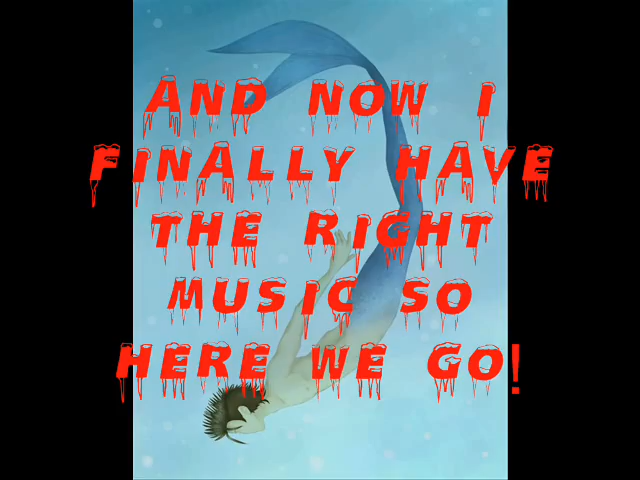 AND NOW I
FINALLY HAVE
THE RIGHT
MUSIC SO
HERE WE GO!